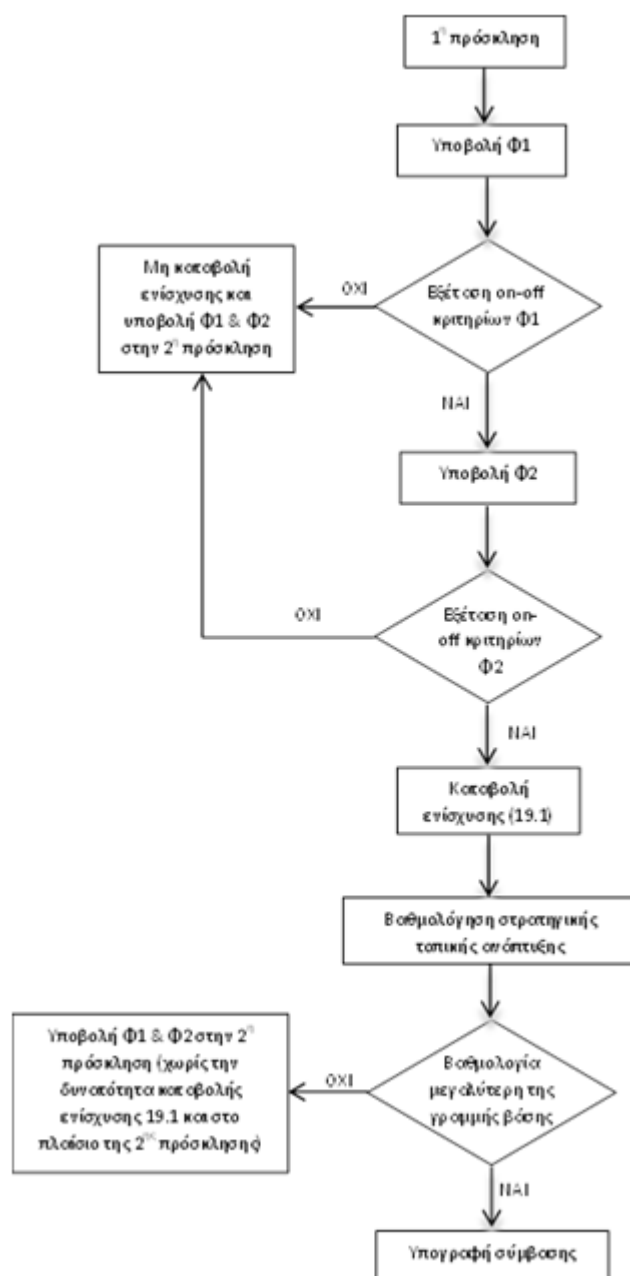 1η πρόσκληση
Υποβολή Φ1
Μη καταβολή
ενίσχυσης και
υποβολή Φ1 & Φ2
στην 2η πρόσκληση
ΟΧΙ
Εξέταση on-off
κριτηρίων Φ1
ΝΑΙ
Υποβολή Φ2
ΟΧΙ
Εξέταση on-
off κριτηρίων
Φ2
ΝΑΙ
Καταβολή
ενίσχυσης (19.1)
Βαθμολόγηση στρατηγικής
τοπικής ανάπτυξης
Υποβολή Φ1 & Φ2 στην 2η
πρόσκληση (χωρίς την
δυνατότητα καταβολής
ενίσχυσης 19.1 και στο
πλαίσιο της 2ης πρόσκλησης)
ΟΧΙ
Βαθμολογία
μεγαλύτερη της
γραμμής βάσης
ΝΑΙ
Υπογραφή σύμβασης